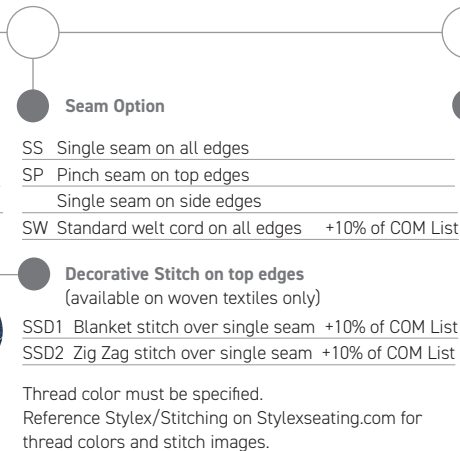 Seam Option
SS Single seam on all edges
SP Pinch seam on top edges
Single seam on side edges
SW Standard welt cord on all edges +10% of COM List
Decorative Stitch on top edges
(available on woven textiles only)
SSD1 Blanket stitch over single seam +10% of COM List
SSD2 Zig Zag stitch over single seam +10% of COM List
Thread color must be specified.
Reference Stylex/Stitching on Stylexseating.com for
thread colors and stitch images.